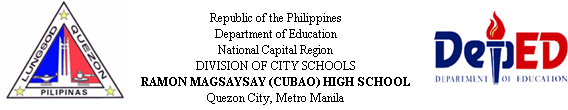 LUNGSOD QUEZON
PILIPINAS
Republic of the Philippines
Department of Education
National Capital Region
DIVISION OF CITY SCHOOLS
RAMON MAGSAYSAY (CUBAO) HIGH SCHOOL
Quezon City, Metro Manila
DepED
DEPARTMENT OF EDUCATION